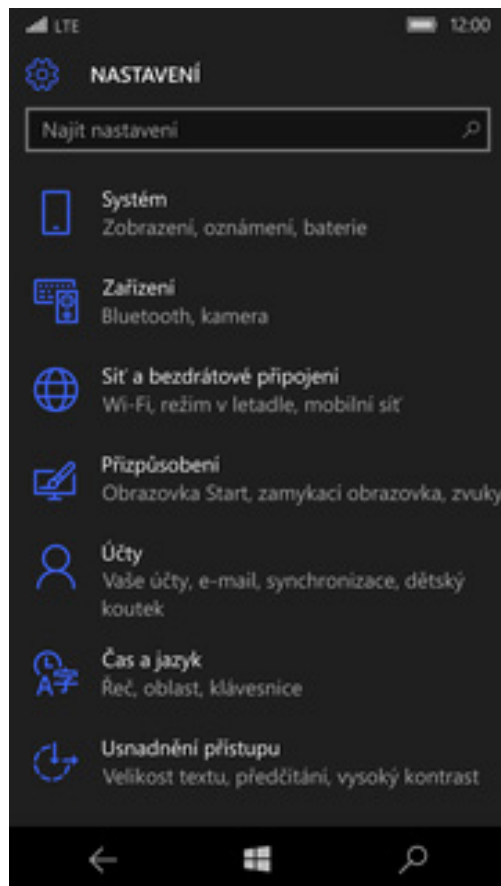 LTE 12:00
NASTAVENÍ
Najít nastavení
Systém
Zobrazení, oznámení, baterie
Zařízení
Bluetooth, kamera
Síť a bezdrátové připojení
Wi-Fi, režim v letadle, mobilní síť
Přizpůsobení
Obrazovka Start, zamykací obrazovka, zvuky
Účty
Vaše účty, e-mail, synchronizace, dětský
koutek
Čas a jazyk
Řeč, oblast, klávesnice
Usnadnění přístupu
Velikost textu, předčítání, vysoký kontrast